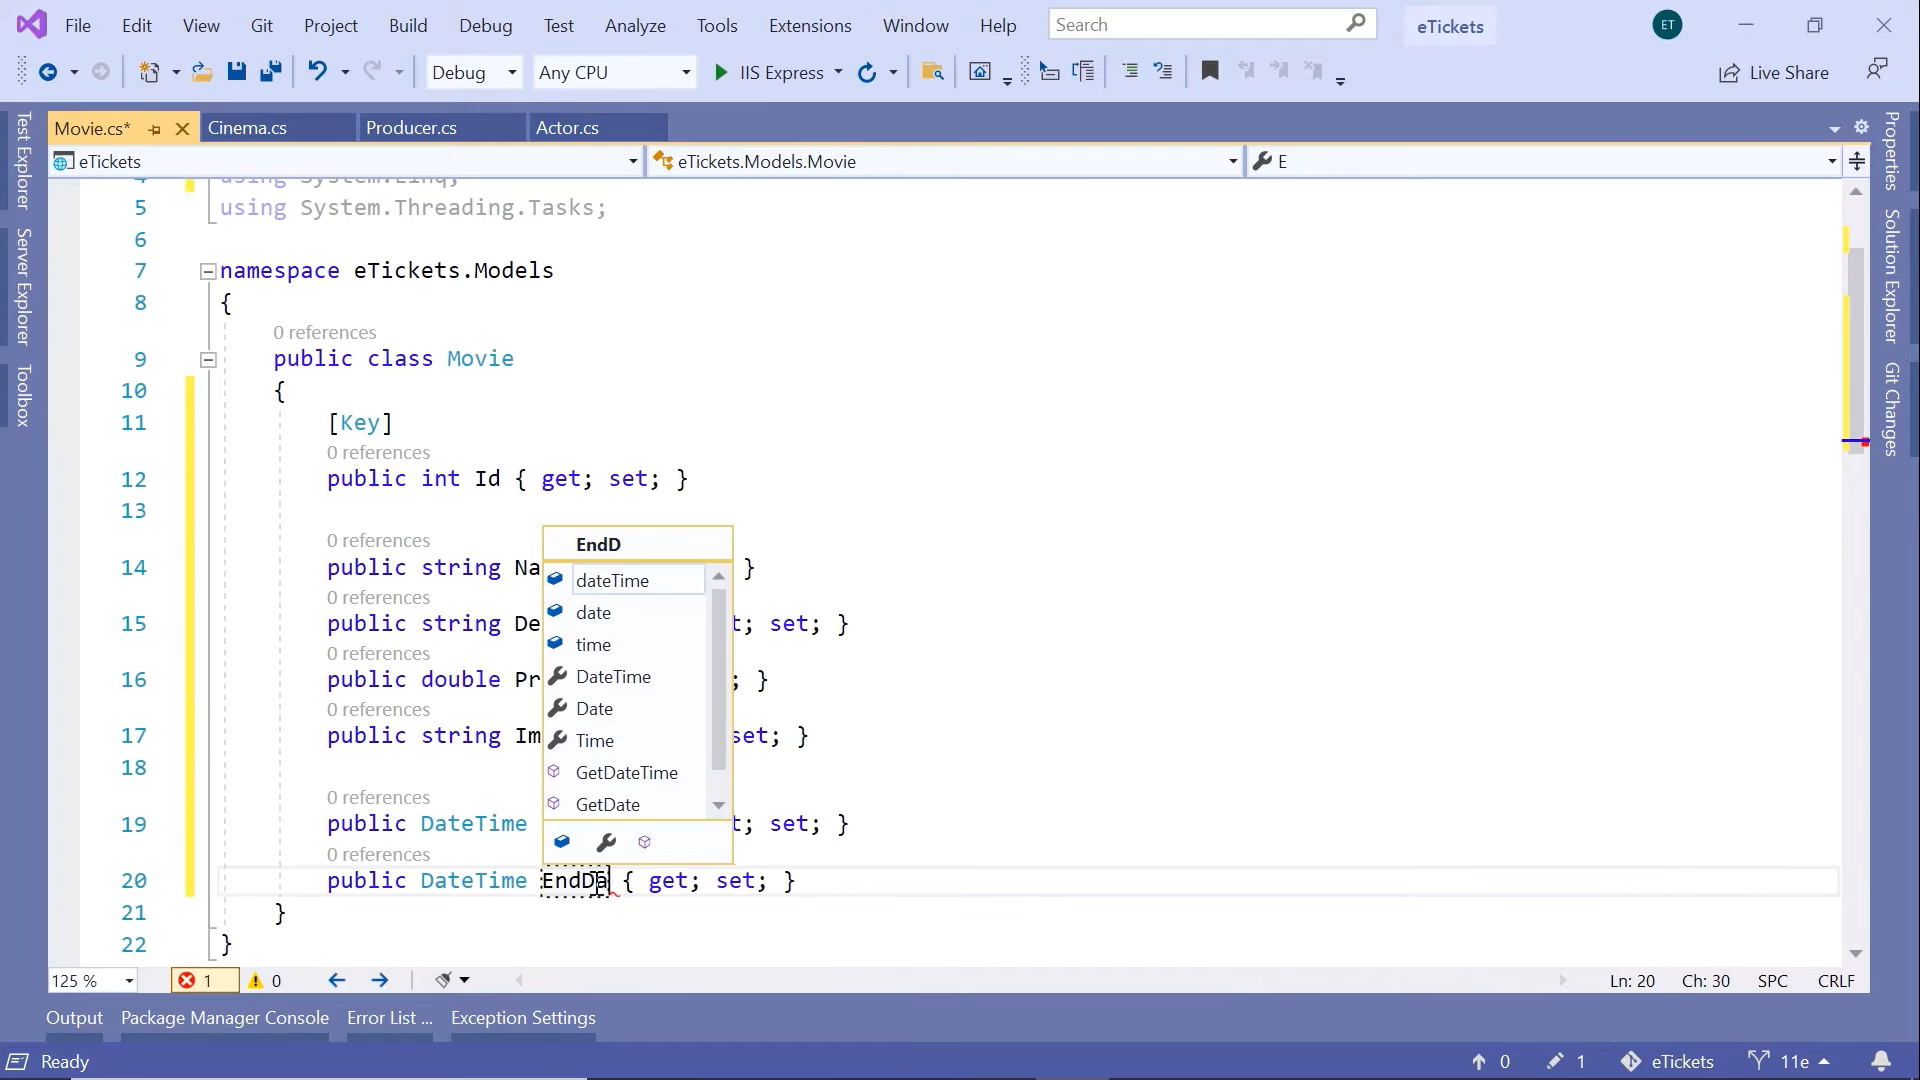 File Edit View Git Project Build Debug Test Analyze Tools Extensions Window Help Search eTickets ET
Debug Any CPU IIS Express Live Share
Movie.cs* Cinema.cs Producer.cs Actor.cs
eTickets eTickets.Models.Movie E
Test Explorer
Server Explorer
Toolbox
Properties
Solution Explorer
Git Changes
4 using System.Linq;
5 using System.Threading.Tasks;
6
7 namespace eTickets.Models
8 {
0 references
9 public class Movie
10 {
11 [Key]
0 references
12 public int Id { get; set; }
13
0 references
14 public string Na }
0 references
15 public string De t; set; }
0 references
16 public double Pr ; }
0 references
17 public string Im set; }
18
0 references
19 public DateTime t; set; }
0 references
20 public DateTime EndDa { get; set; }
21 }
22 }
EndD
dateTime
date
time
DateTime
Date
Time
GetDateTime
GetDate
125 % 1 0 Ln: 20 Ch: 30 SPC CRLF
Output Package Manager Console Error List ... Exception Settings
Ready 0 1 eTickets 11e